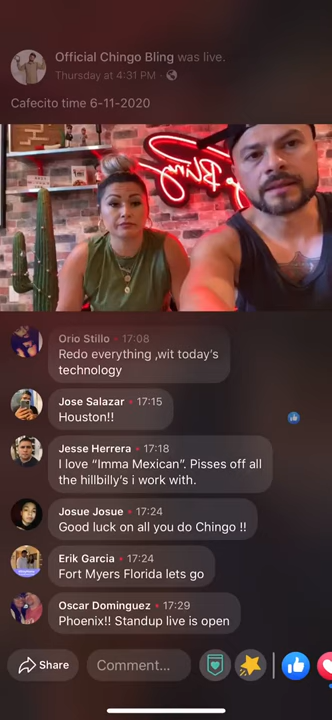 Official Chingo Bling was live.
Thursday at 4:31 PM ·
Cafecito time 6-11-2020
Orio Stillo • 17:08
Redo everything ,wit today's
technology
Jose Salazar • 17:15
Houston!!
Jesse Herrera • 17:18
I love “Imma Mexican”. Pisses off all
the hillbilly's i work with.
Josue Josue • 17:24
Good luck on all you do Chingo !!
Erik Garcia • 17:24
Fort Myers Florida lets go
Oscar Dominguez • 17:29
Phoenix!! Standup live is open
Share
Comment...